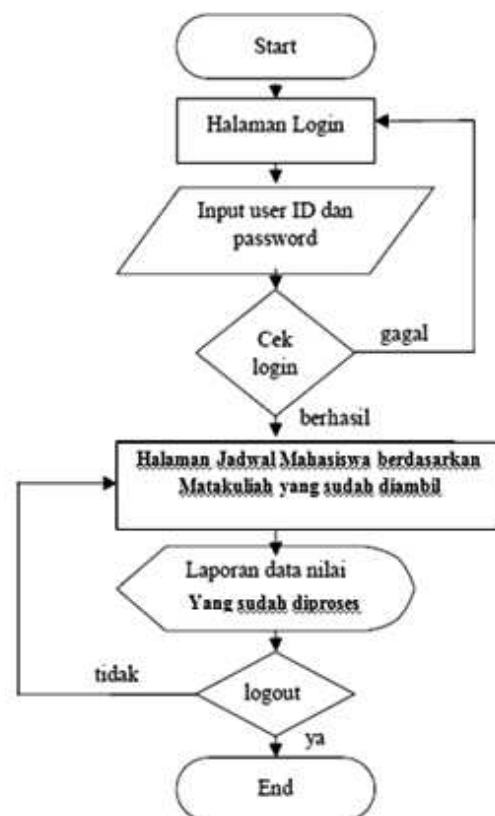 Start
Halaman Login
Input user ID dan
password
Cek
login
gagal
berhasil
Halaman Jadwal Mahasiswa berdasarkan
Matakuliah yang sudah diambil
Laporan data nilai
Yang sudah diproses
tidak
logout
ya
End